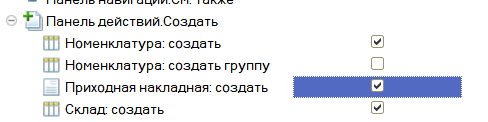 Панель навигации.См. также
Панель действий.Создать
Номенклатура: создать
Номенклатура: создать группу
Приходная накладная: создать
Склад: создать